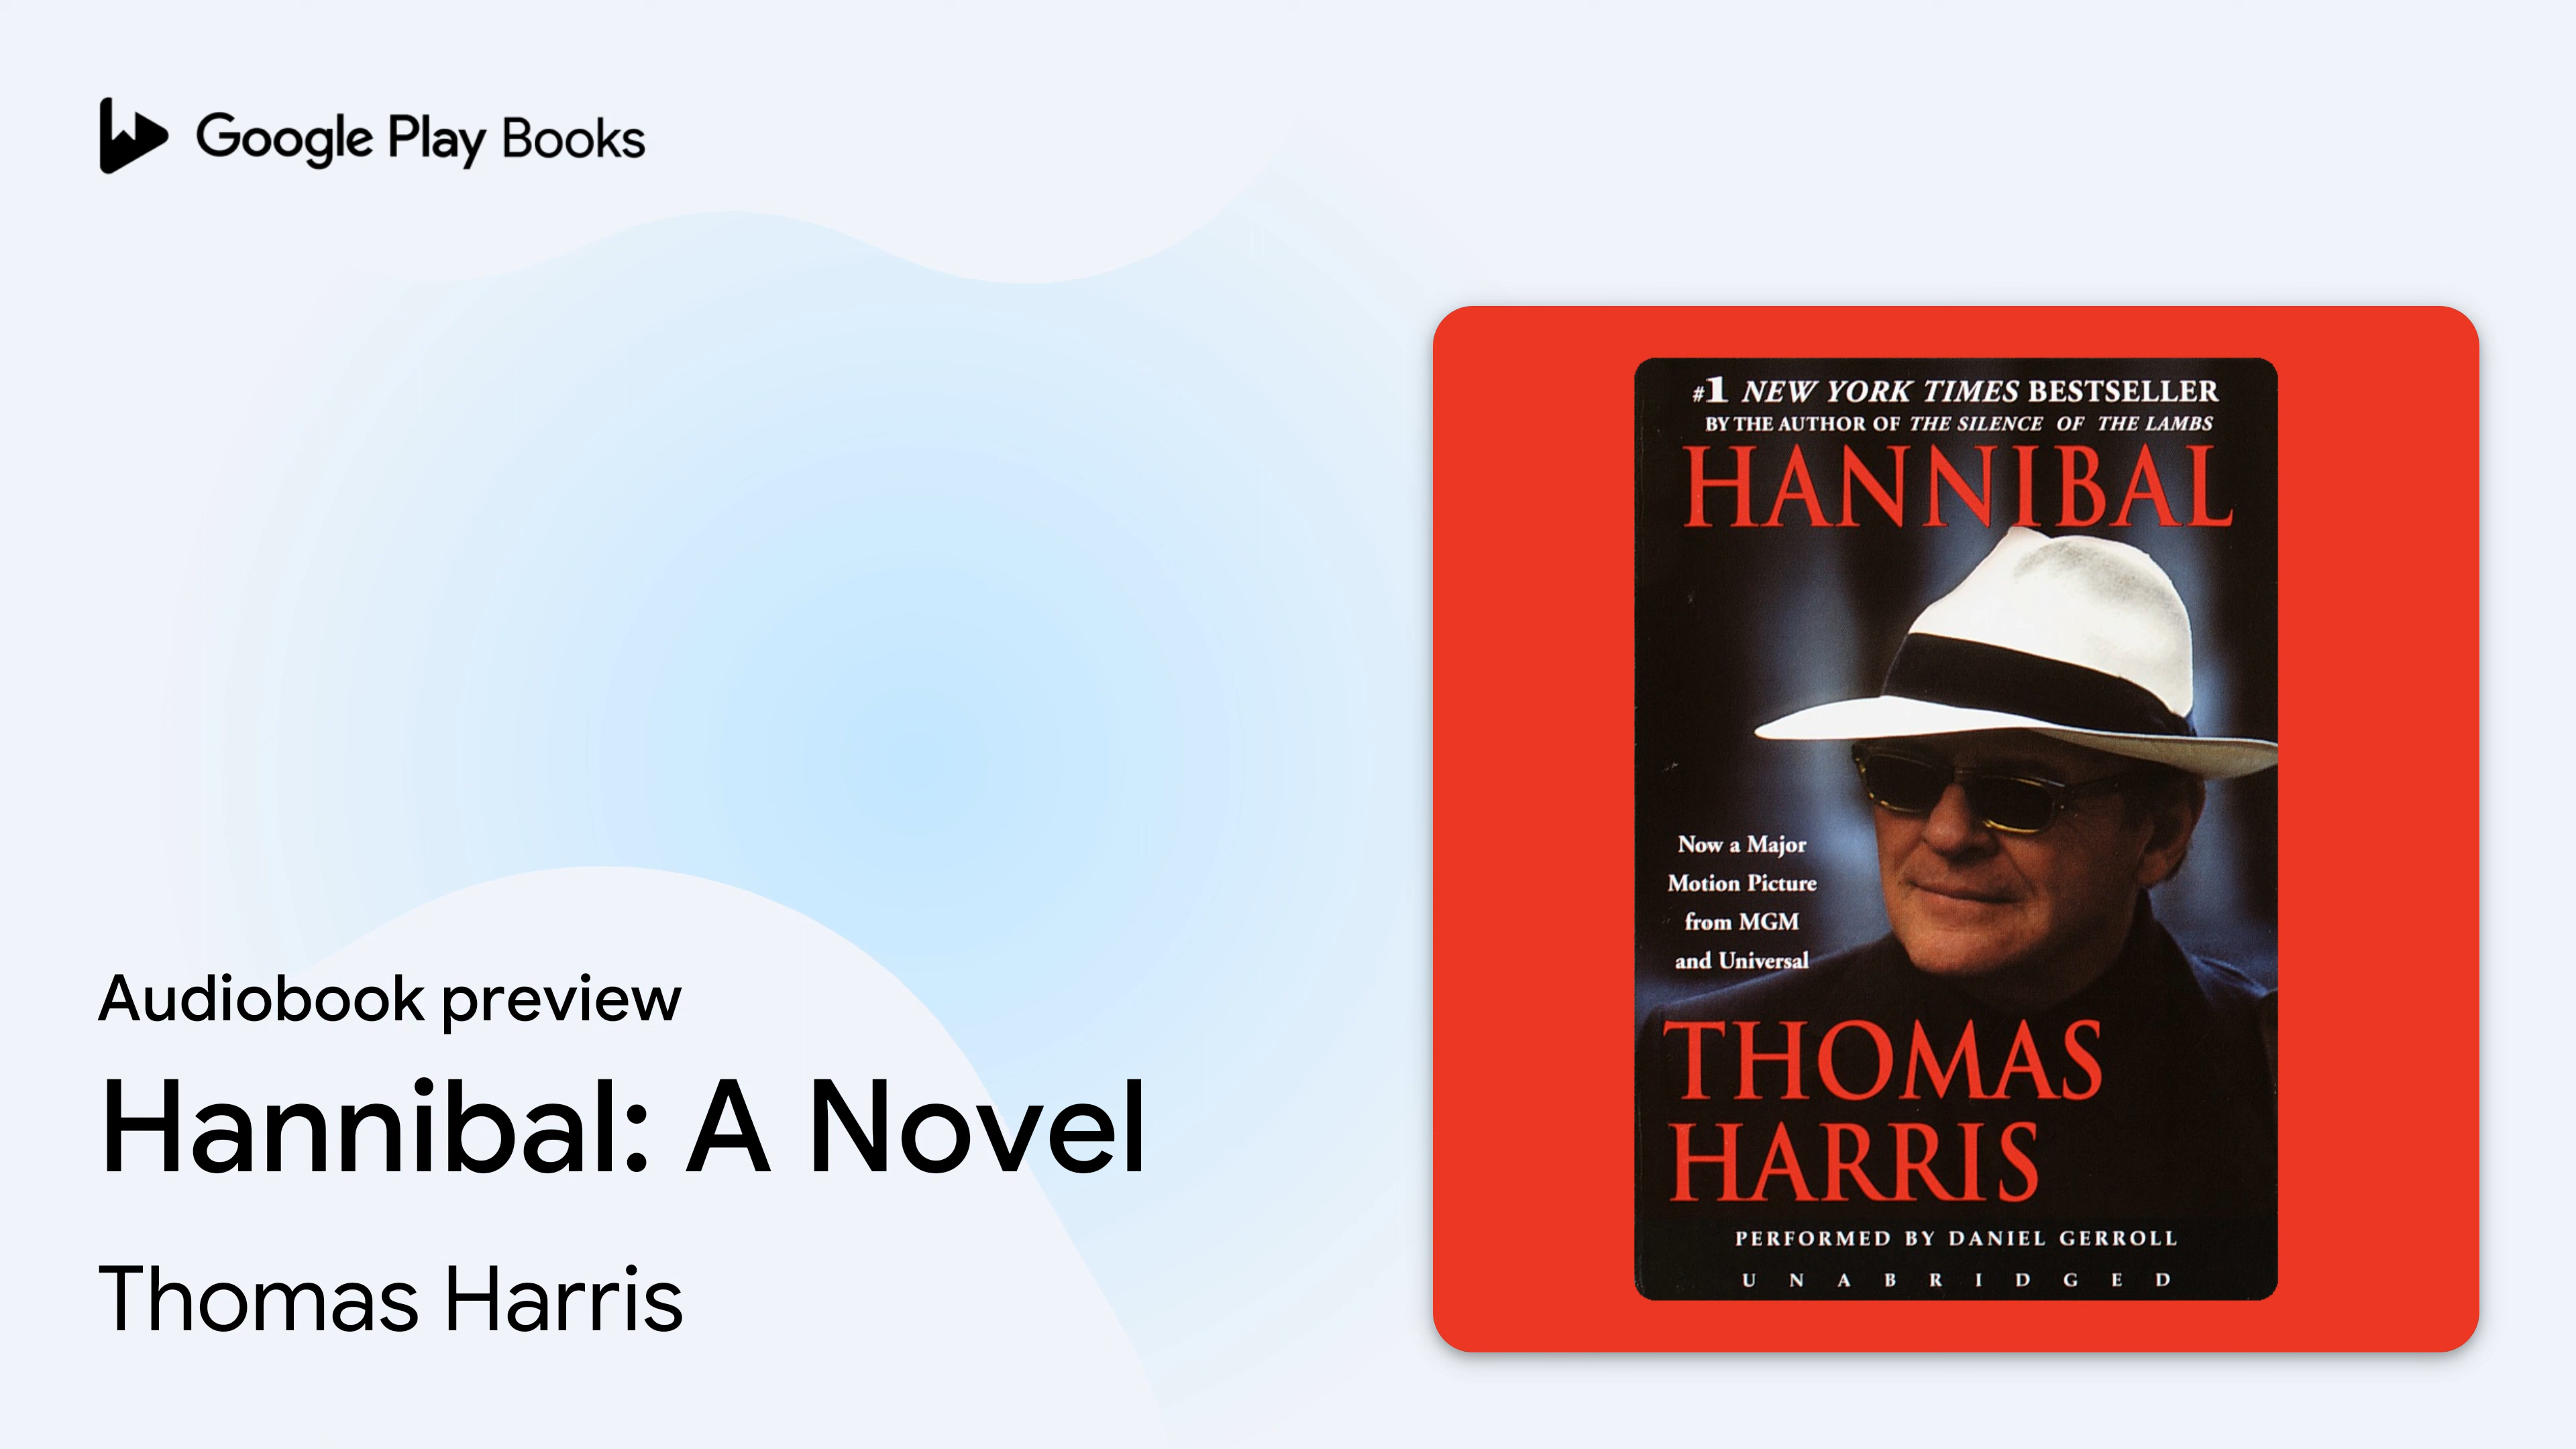 Google Play Books
Audiobook preview
Hannibal: A Novel
Thomas Harris
#1 NEW YORK TIMES BESTSELLER
BY THE AUTHOR OF THE SILENCE OF THE LAMBS
HANNIBAL
Now a Major
Motion Picture
from MGM
and Universal
THOMAS
HARRIS
PERFORMED BY DANIEL GERROLL
UNABRIDGED